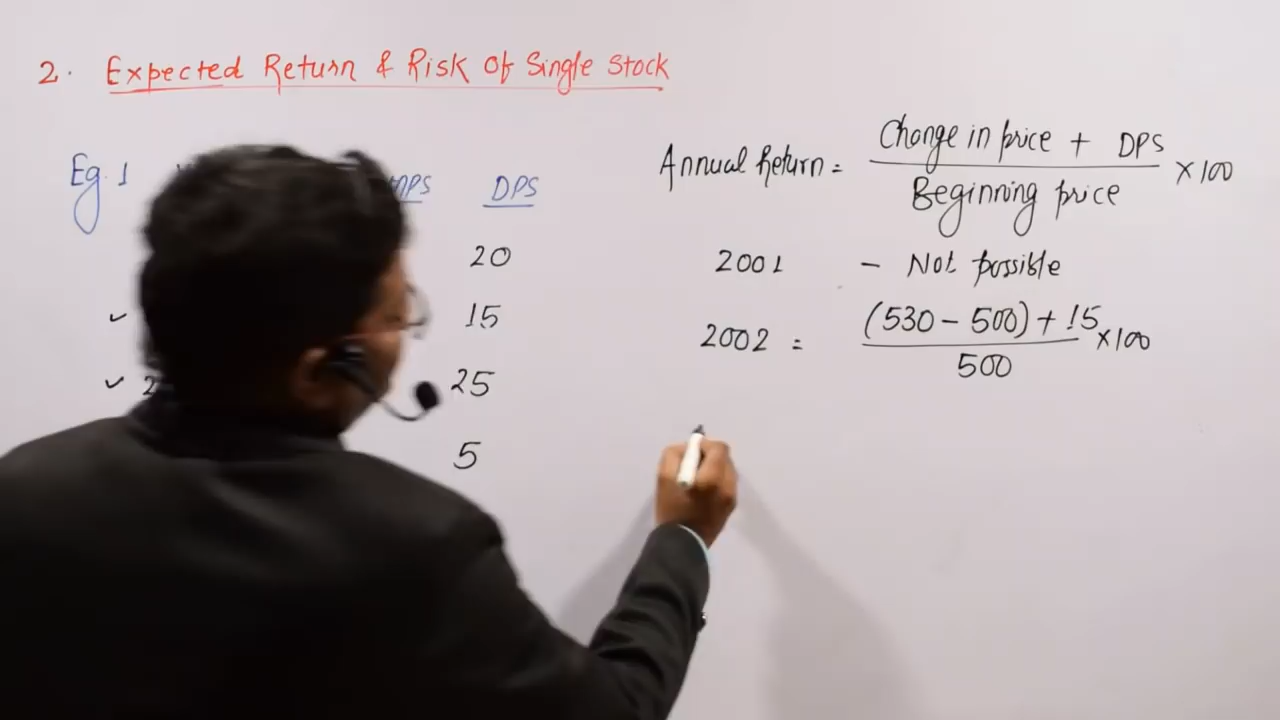 2. Expected Return & Risk Of Single Stock
Eg. 1 DPS
20
15
25
5
Annual Return = Change in price + DPS / Beginning price × 100
2001 - Not possible
2002 = (530 - 500) + 15 / 500 × 100